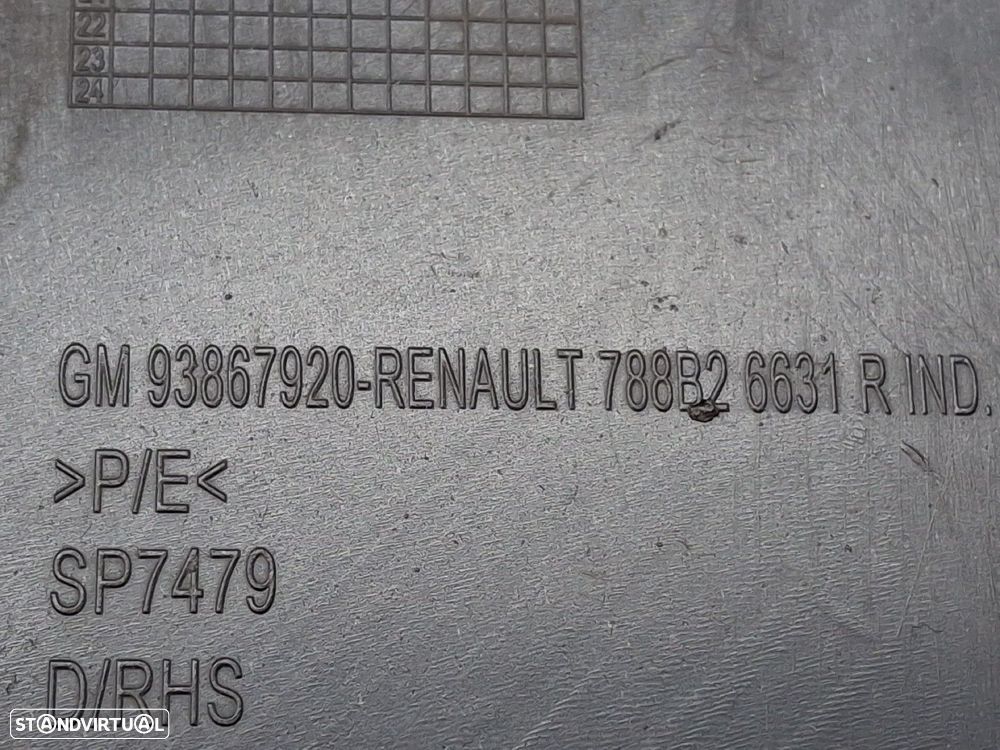 22
23
24
GM 93867920-RENAULT 788B2 6631 R IND.
>P/E<
SP7479
D/RHS
STANDVIRTUAL